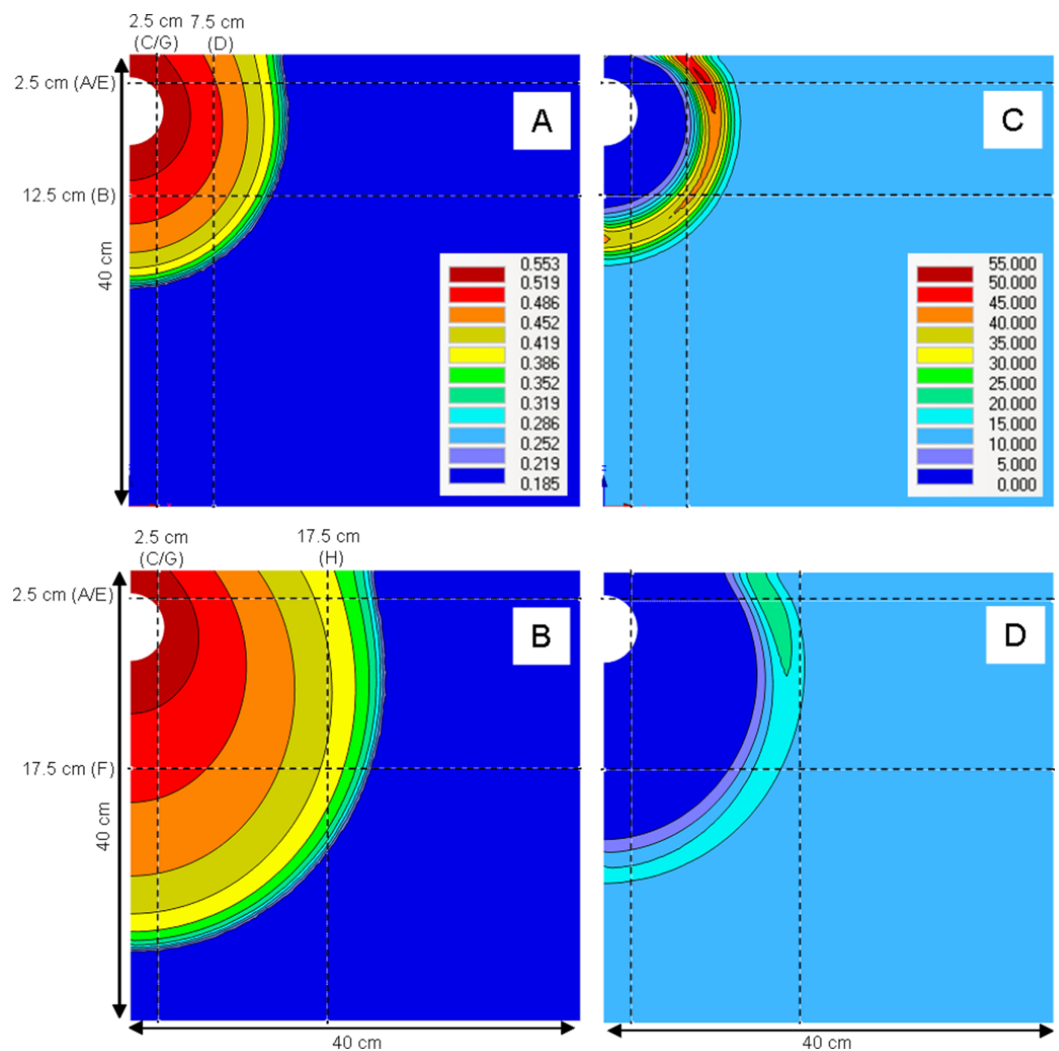 2.5 cm 7.5 cm
(C/G) (D)
2.5 cm (A/E)
12.5 cm (B)
40 cm
A
C
0.553
0.519
0.486
0.452
0.419
0.386
0.352
0.319
0.286
0.252
0.219
0.185
55.000
50.000
45.000
40.000
35.000
30.000
25.000
20.000
15.000
10.000
5.000
0.000
2.5 cm 17.5 cm
(C/G) (H)
2.5 cm (A/E)
17.5 cm (F)
40 cm
B
D
40 cm
40 cm